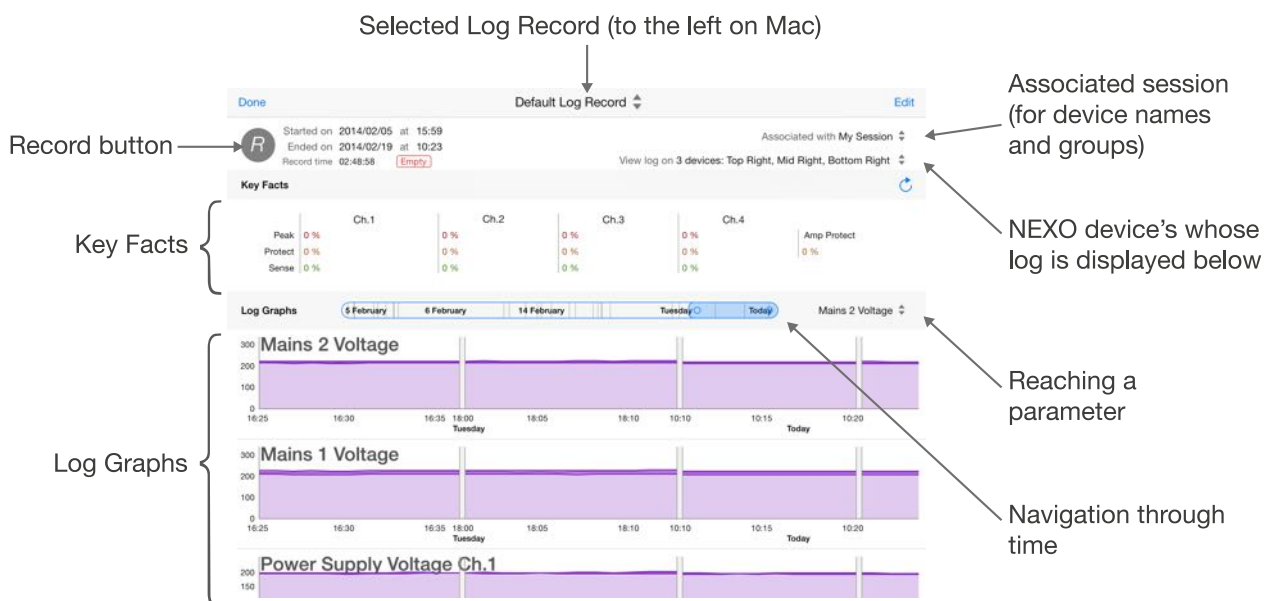 Selected Log Record (to the left on Mac)
Done
Default Log Record
Edit
Associated session
(for device names
and groups)
Record button
R
Started on 2014/02/05 at 15:59
Ended on 2014/02/19 at 10:23
Record time 02:48:58 Empty
Associated with My Session
View log on 3 devices: Top Right, Mid Right, Bottom Right
Key Facts
Key Facts
Ch.1 Ch.2 Ch.3 Ch.4
Peak 0 % 0 % 0 % 0 % Amp Protect
Protect 0 % 0 % 0 % 0 % 0 %
Sense 0 % 0 % 0 % 0 %
NEXO device's whose
log is displayed below
Log Graphs 5 February 6 February 14 February Tuesday Today Mains 2 Voltage
Reaching a
parameter
Log Graphs
Mains 2 Voltage
300
200
100
0
16:25 16:30 16:35 18:00 18:05 18:10 10:10 10:15 10:20
Tuesday Today
Mains 1 Voltage
300
200
100
0
16:25 16:30 16:35 18:00 18:05 18:10 10:10 10:15 10:20
Tuesday Today
Navigation through
time
Power Supply Voltage Ch.1
200
150